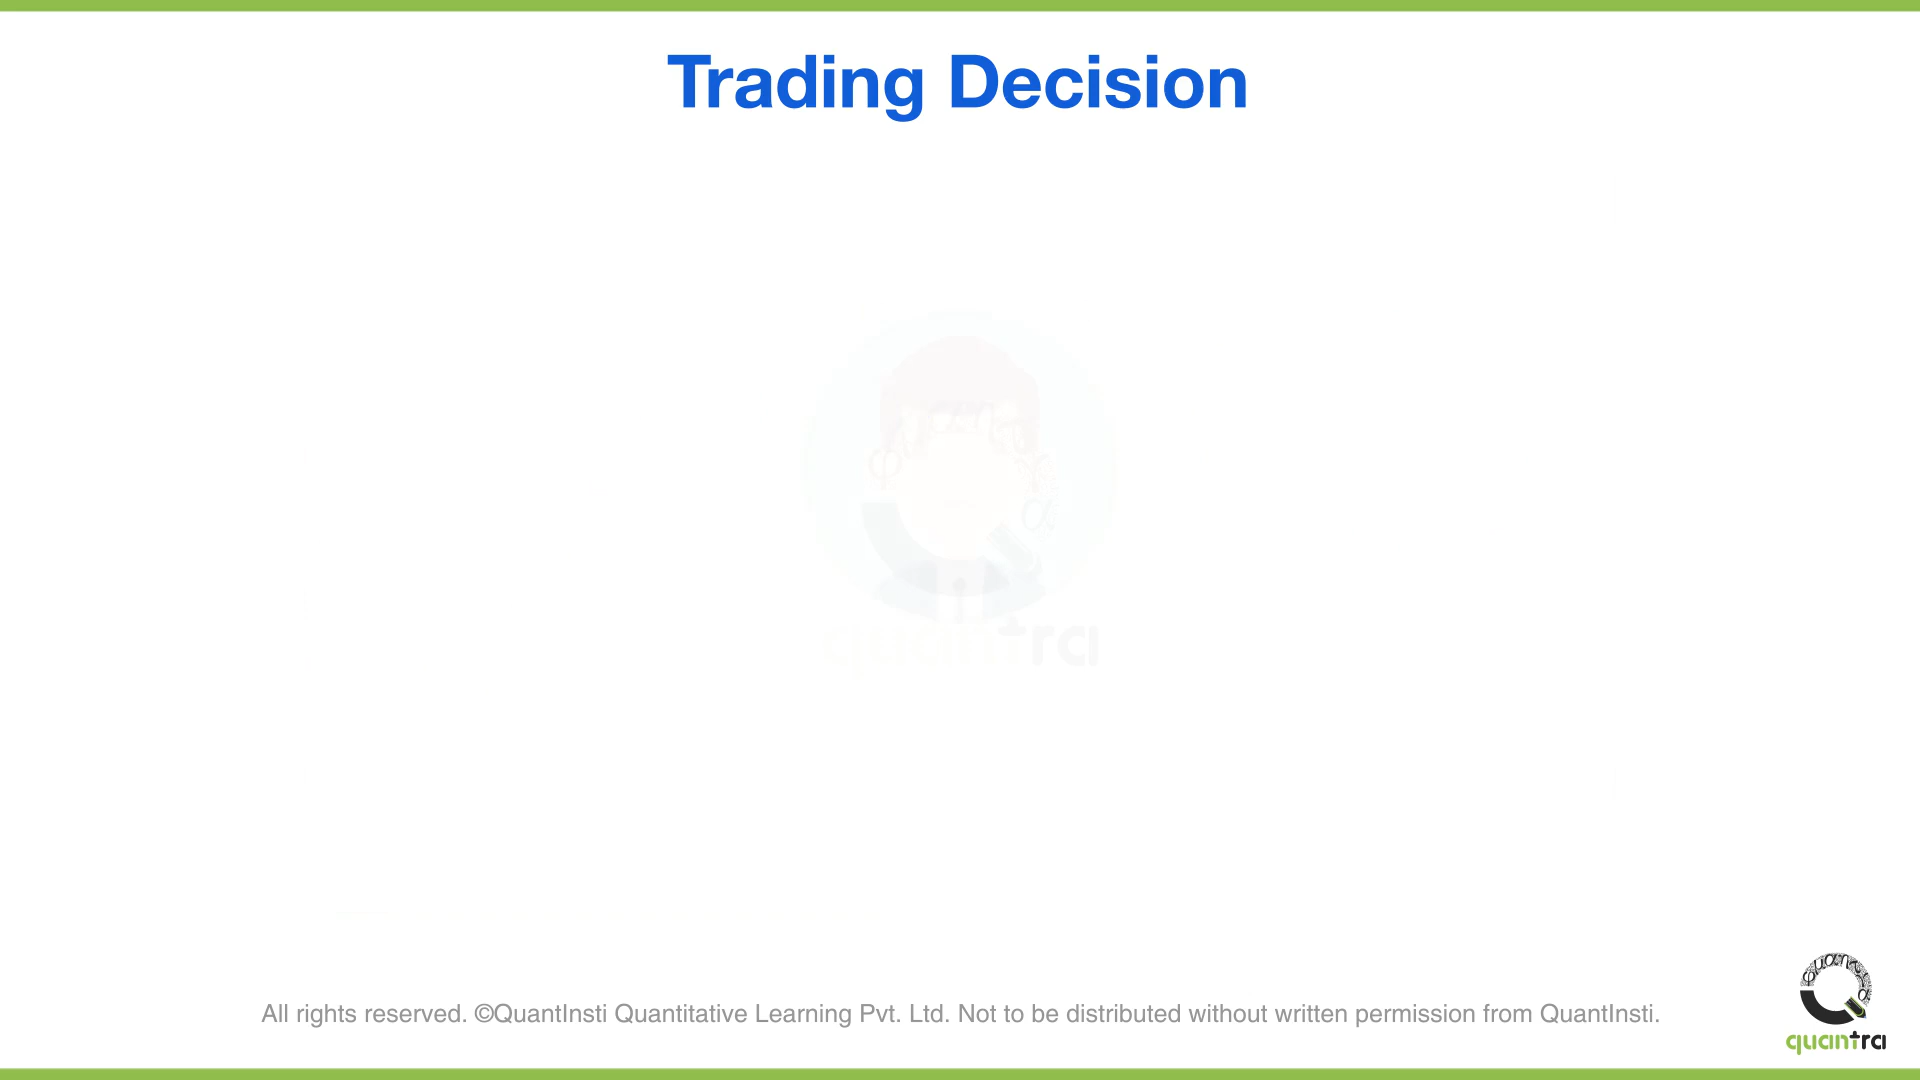 Trading Decision
quantra
All rights reserved. ©QuantInsti Quantitative Learning Pvt. Ltd. Not to be distributed without written permission from QuantInsti.
quantra